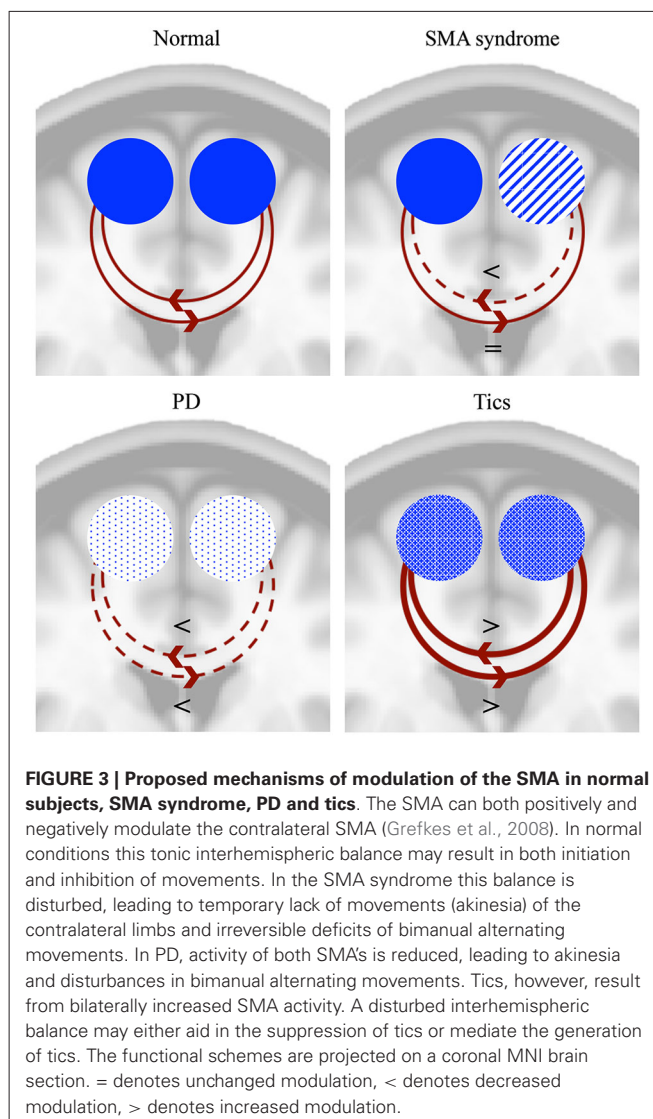 Normal
SMA syndrome
<
=
PD
Tics
<
<
>
>
FIGURE 3 | Proposed mechanisms of modulation of the SMA in normal
subjects, SMA syndrome, PD and tics. The SMA can both positively and
negatively modulate the contralateral SMA (Grefkes et al., 2008). In normal
conditions this tonic interhemispheric balance may result in both initiation
and inhibition of movements. In the SMA syndrome this balance is
disturbed, leading to temporary lack of movements (akinesia) of the
contralateral limbs and irreversible deficits of bimanual alternating
movements. In PD, activity of both SMA's is reduced, leading to akinesia
and disturbances in bimanual alternating movements. Tics, however, result
from bilaterally increased SMA activity. A disturbed interhemispheric
balance may either aid in the suppression of tics or mediate the generation
of tics. The functional schemes are projected on a coronal MNI brain
section. = denotes unchanged modulation, < denotes decreased
modulation, > denotes increased modulation.